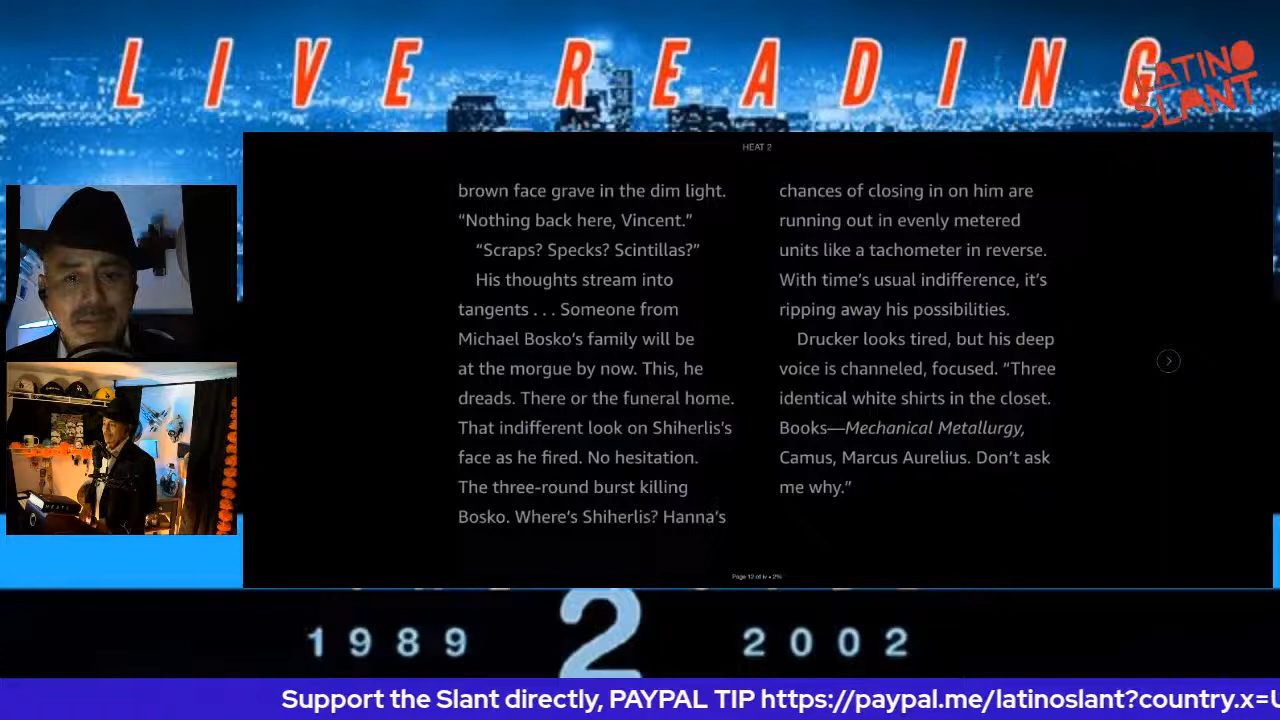 LIVE READING
LATINO
SLANT
HEAT 2
brown face grave in the dim light.
“Nothing back here, Vincent.”
“Scraps? Specks? Scintillas?”
His thoughts stream into
tangents . . . Someone from
Michael Bosko’s family will be
at the morgue by now. This, he
dreads. There or the funeral home.
That indifferent look on Shiherlis’s
face as he fired. No hesitation.
The three-round burst killing
Bosko. Where’s Shiherlis? Hanna’s
chances of closing in on him are
running out in evenly metered
units like a tachometer in reverse.
With time’s usual indifference, it’s
ripping away his possibilities.
Drucker looks tired, but his deep
voice is channeled, focused. “Three
identical white shirts in the closet.
Books—Mechanical Metallurgy,
Camus, Marcus Aurelius. Don’t ask
me why.”
Page 12 of iv • 2%
1989 2 2002
Support the Slant directly, PAYPAL TIP https://paypal.me/latinoslant?country.x=U